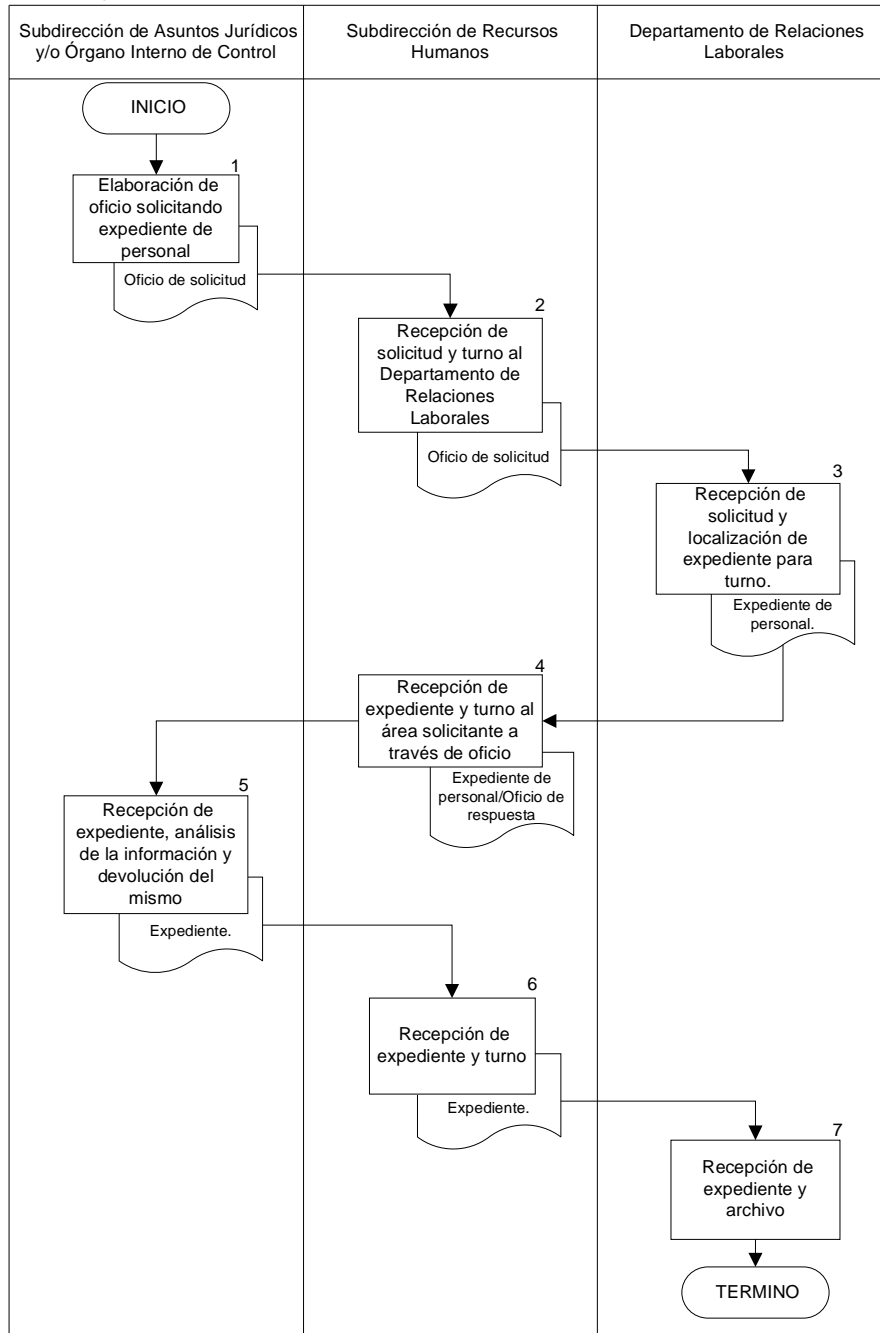 Subdirección de Asuntos Jurídicos
y/o Órgano Interno de Control
Subdirección de Recursos
Humanos
Departamento de Relaciones
Laborales
INICIO
1
Elaboración de
oficio solicitando
expediente de
personal
Oficio de solicitud
2
Recepción de
solicitud y turno al
Departamento de
Relaciones
Laborales
Oficio de solicitud
3
Recepción de
solicitud y
localización de
expediente para
turno.
Expediente de
personal.
4
Recepción de
expediente y turno al
área solicitante a
través de oficio
Expediente de
personal/Oficio de
respuesta
5
Recepción de
expediente, análisis
de la información y
devolución del
mismo
Expediente.
6
Recepción de
expediente y turno
Expediente.
7
Recepción de
expediente y
archivo
TERMINO